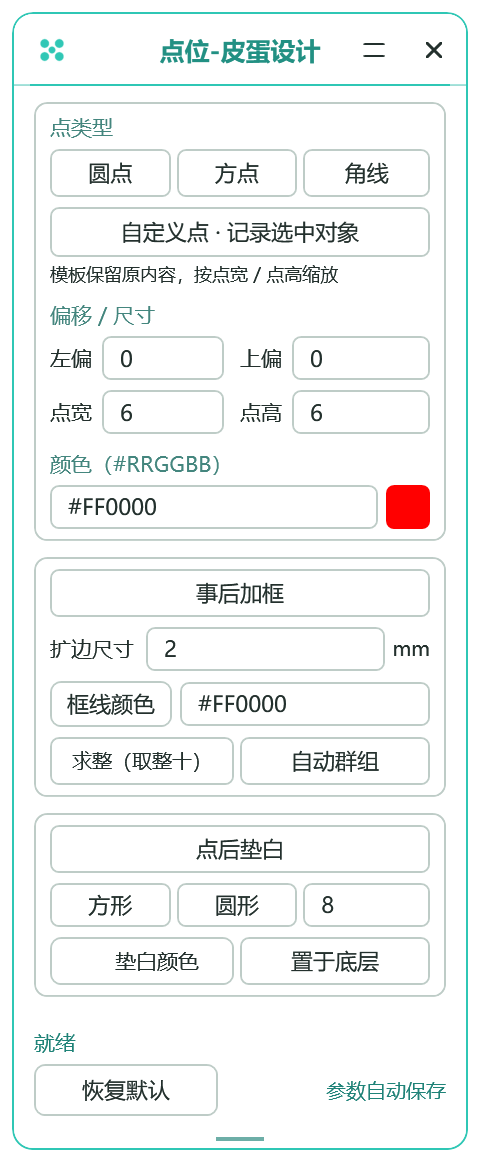 点位-皮蛋设计
点类型
圆点 方点 角线
自定义点 · 记录选中对象
模板保留原内容，按点宽 / 点高缩放
偏移 / 尺寸
左偏 0 上偏 0
点宽 6 点高 6
颜色（#RRGGBB）
#FF0000
事后加框
扩边尺寸 2 mm
框线颜色 #FF0000
求整（取整十） 自动群组
点后垫白
方形 圆形 8
垫白颜色 置于底层
就绪
恢复默认 参数自动保存